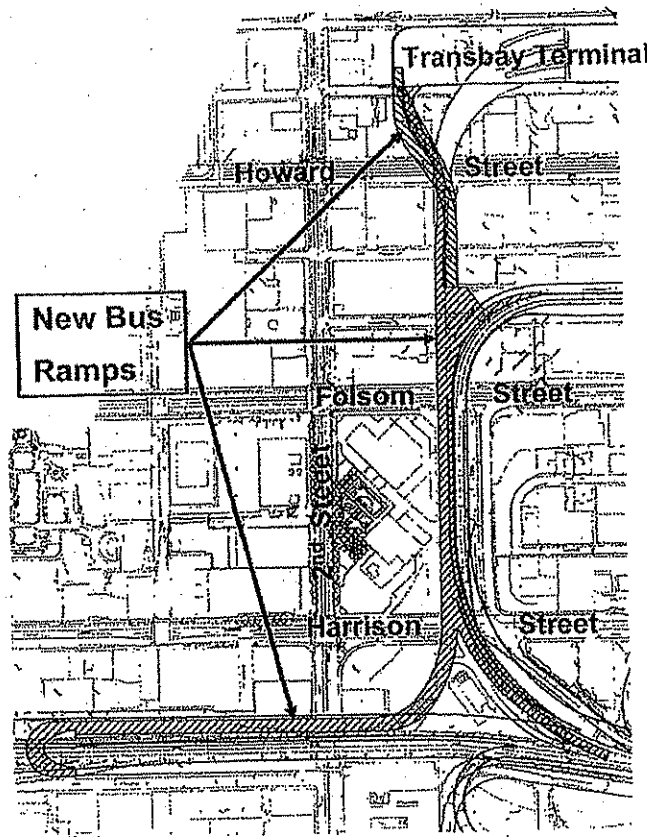 Transbay Terminal
Howard Street
New Bus
Ramps
Folsom Street
2nd Street
Harrison Street